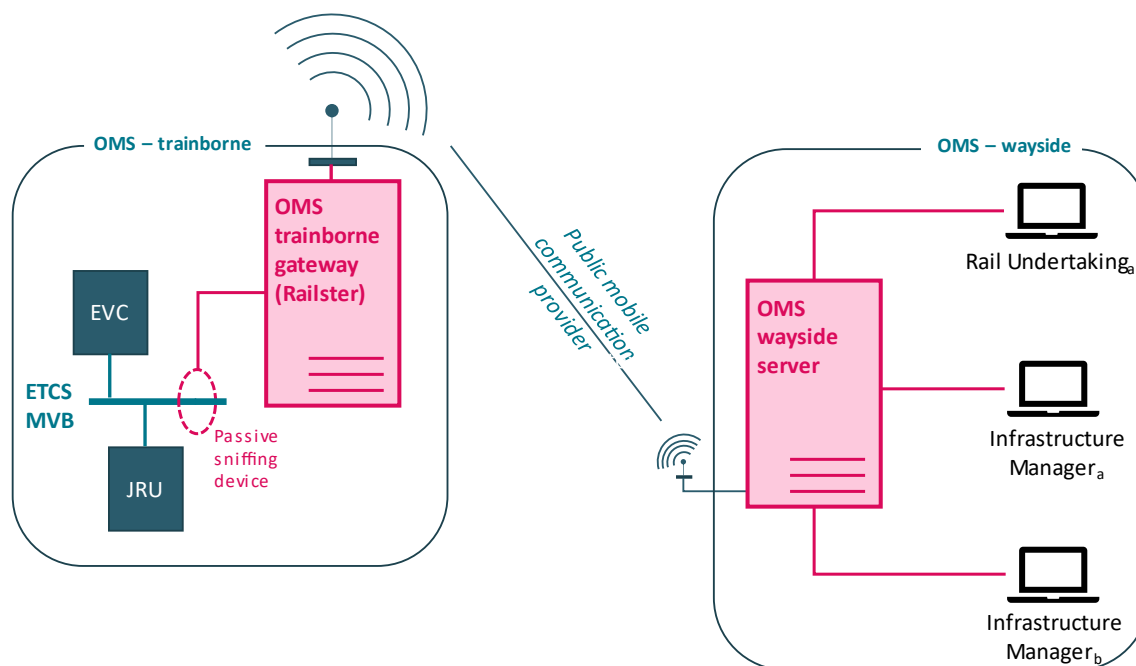 OMS – trainborne
OMS
trainborne
gateway
(Railster)
EVC
ETCS
MVB
JRU
Passive
sniffing
device
Public mobile
communication
provider
OMS – wayside
OMS
wayside
server
Rail Undertakingₐ
Infrastructure
Managerₐ
Infrastructure
Manager_b